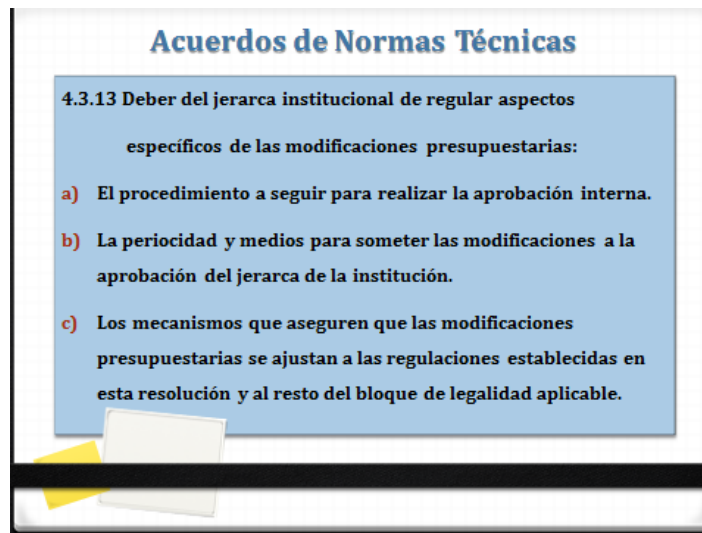 Acuerdos de Normas Técnicas
4.3.13 Deber del jerarca institucional de regular aspectos
específicos de las modificaciones presupuestarias:
a) El procedimiento a seguir para realizar la aprobación interna.
b) La periocidad y medios para someter las modificaciones a la
aprobación del jerarca de la institución.
c) Los mecanismos que aseguren que las modificaciones
presupuestarias se ajustan a las regulaciones establecidas en
esta resolución y al resto del bloque de legalidad aplicable.